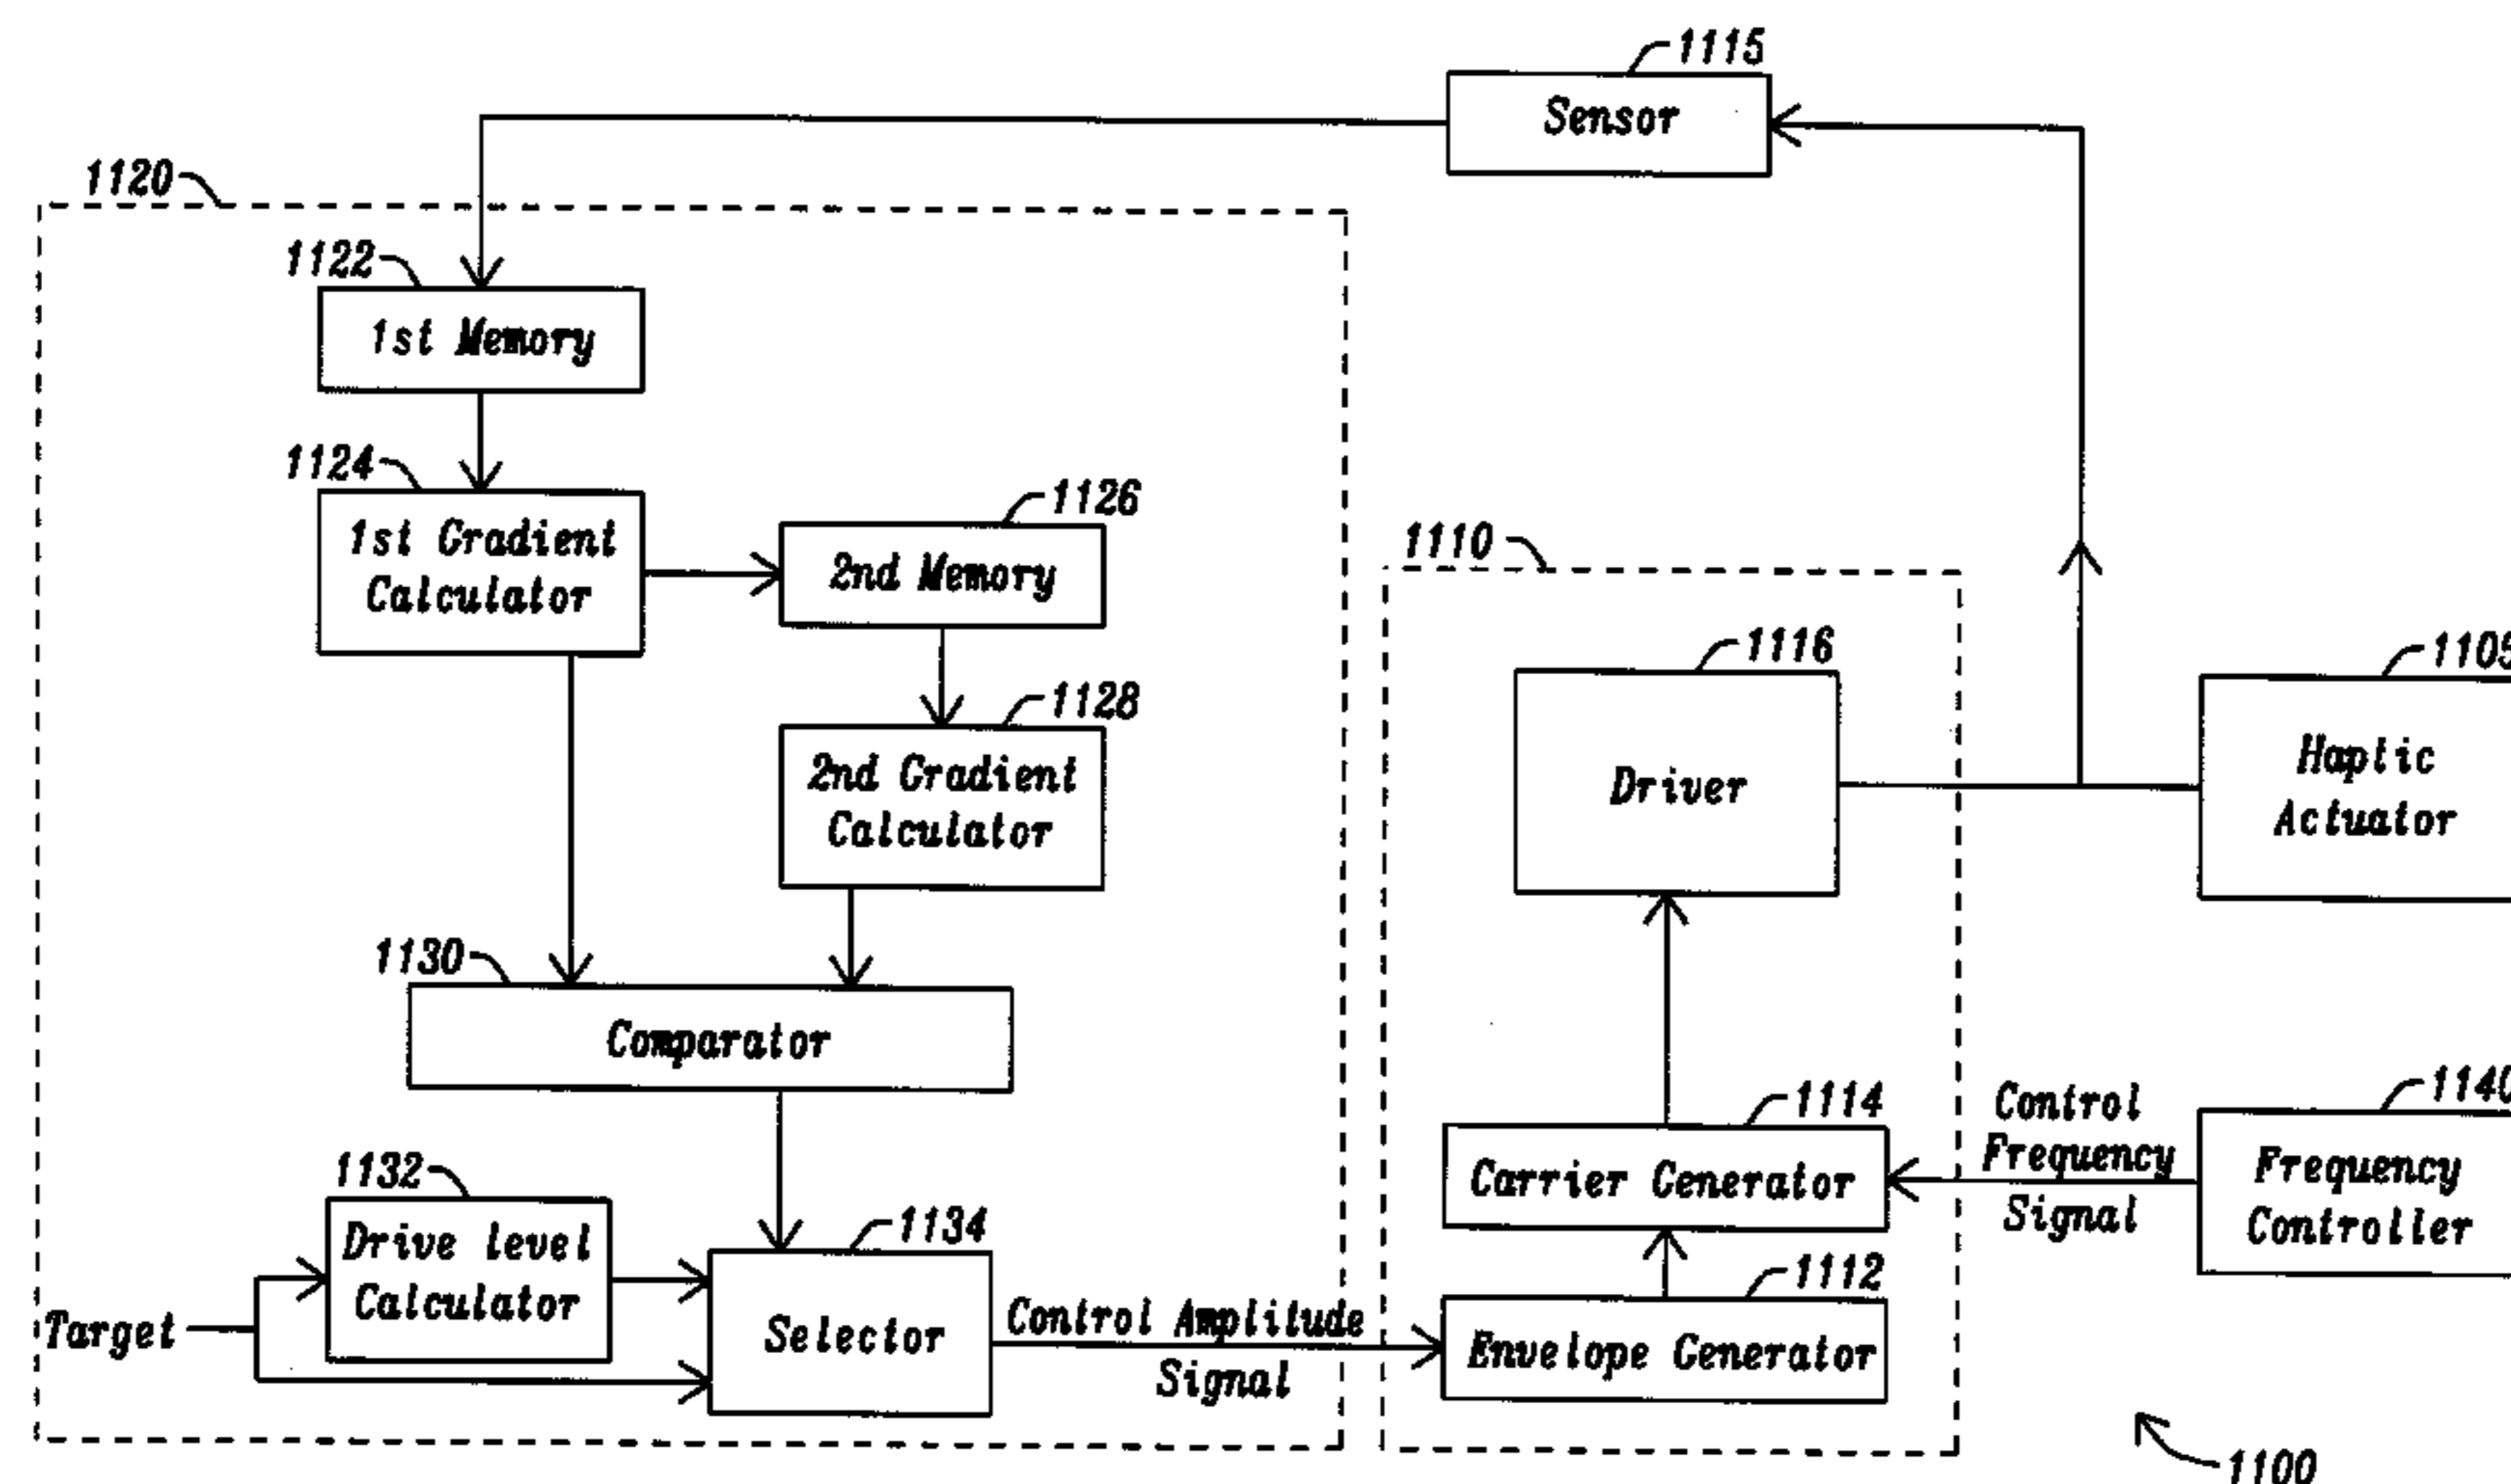 1115
Sensor
1120
1122
1st Memory
1124
1st Gradient
Calculator
1126
2nd Memory
1128
2nd Gradient
Calculator
1130
Comparator
1132
Drive level
Calculator
Target
1134
Selector
Control Amplitude
Signal
1110
1116
Driver
1114
Carrier Generator
1112
Envelope Generator
Haptic
Actuator
Control
Frequency
Signal
1140
Frequency
Controller
1100